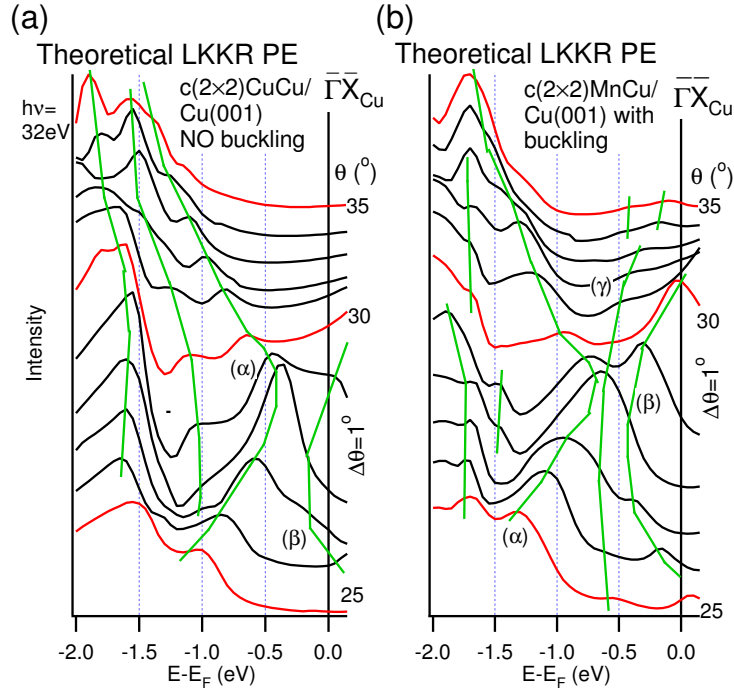 (a)
Theoretical LKKR PE
c(2×2)CuCu/
Cu(001)
NO buckling
Γ̅X̅Cu
hν=
32eV
θ (º)
35
30
25
Δθ=1º
Intensity
(α)
(β)
-2.0 -1.5 -1.0 -0.5 0.0
E-EF (eV)
(b)
Theoretical LKKR PE
c(2×2)MnCu/
Cu(001) with
buckling
Γ̅X̅Cu
θ (º)
35
(γ)
30
Δθ=1º
(β)
(α)
25
-2.0 -1.5 -1.0 -0.5 0.0
E-EF (eV)